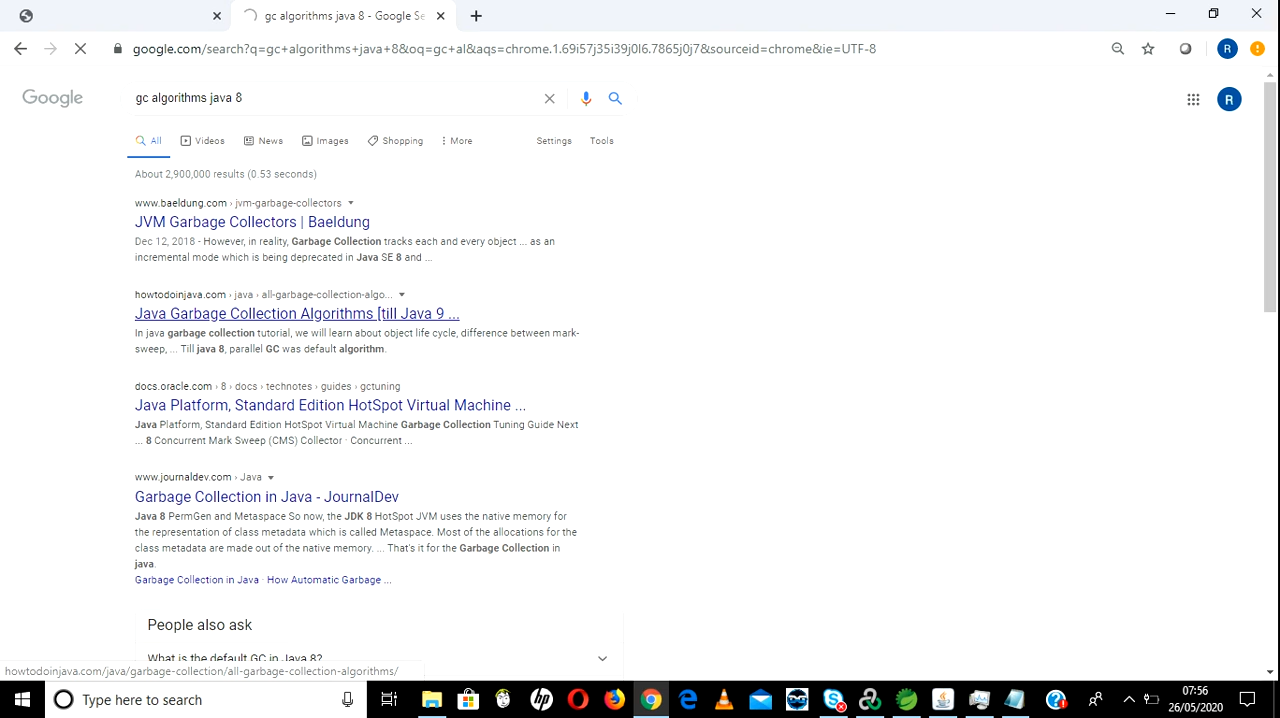 gc algorithms java 8 - Google Se
google.com/search?q=gc+algorithms+java+8&oq=gc+al&aqs=chrome.1.69i57j35i39j0l6.7865j0j7&sourceid=chrome&ie=UTF-8
R
Google
gc algorithms java 8
R
All
Videos
News
Images
Shopping
More
Settings
Tools
About 2,900,000 results (0.53 seconds)
www.baeldung.com › jvm-garbage-collectors
JVM Garbage Collectors | Baeldung
Dec 12, 2018 - However, in reality, Garbage Collection tracks each and every object ... as an
incremental mode which is being deprecated in Java SE 8 and ...
howtodoinjava.com › java › all-garbage-collection-algo...
Java Garbage Collection Algorithms [till Java 9 ...
In java garbage collection tutorial, we will learn about object life cycle, difference between mark-
sweep, ... Till java 8, parallel GC was default algorithm.
docs.oracle.com › 8 › docs › technotes › guides › gctuning
Java Platform, Standard Edition HotSpot Virtual Machine ...
Java Platform, Standard Edition HotSpot Virtual Machine Garbage Collection Tuning Guide Next
... 8 Concurrent Mark Sweep (CMS) Collector · Concurrent ...
www.journaldev.com › Java
Garbage Collection in Java - JournalDev
Java 8 PermGen and Metaspace So now, the JDK 8 HotSpot JVM uses the native memory for
the representation of class metadata which is called Metaspace. Most of the allocations for the
class metadata are made out of the native memory. ... That's it for the Garbage Collection in
java.
Garbage Collection in Java · How Automatic Garbage ...
People also ask
What is the default GC in Java 8?
howtodoinjava.com/java/garbage-collection/all-garbage-collection-algorithms/
Type here to search
hp
07:56
26/05/2020